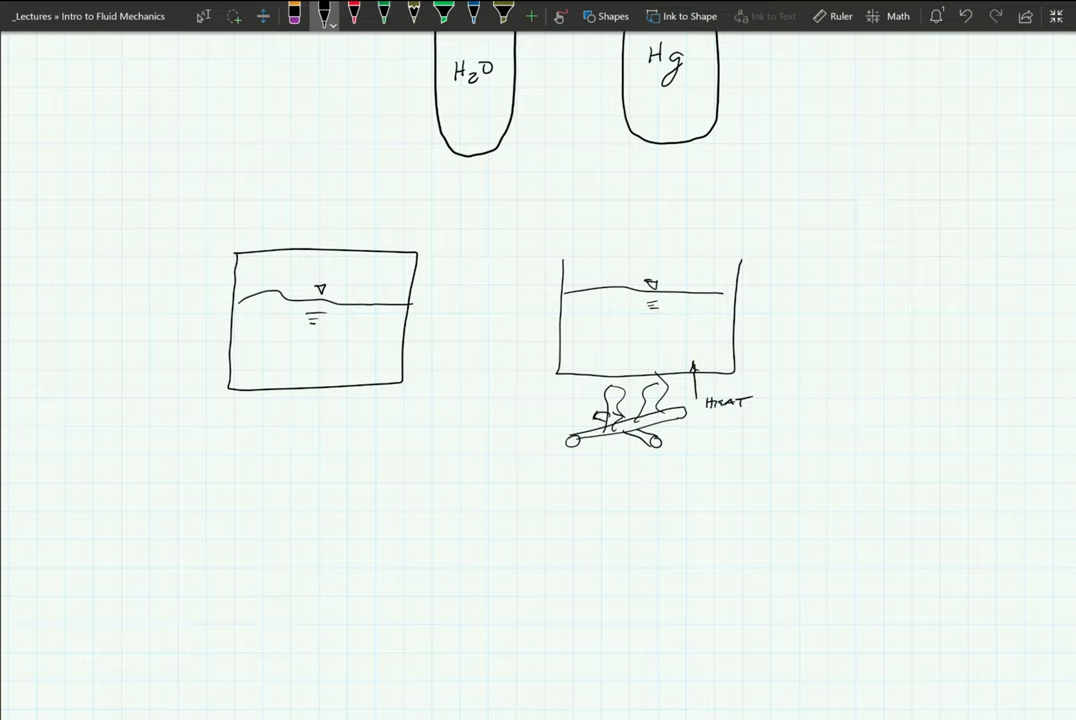 _Lectures » Intro to Fluid Mechanics
Shapes
Ink to Shape
Ink to Text
Ruler
Math
H₂O
Hg
HEAT